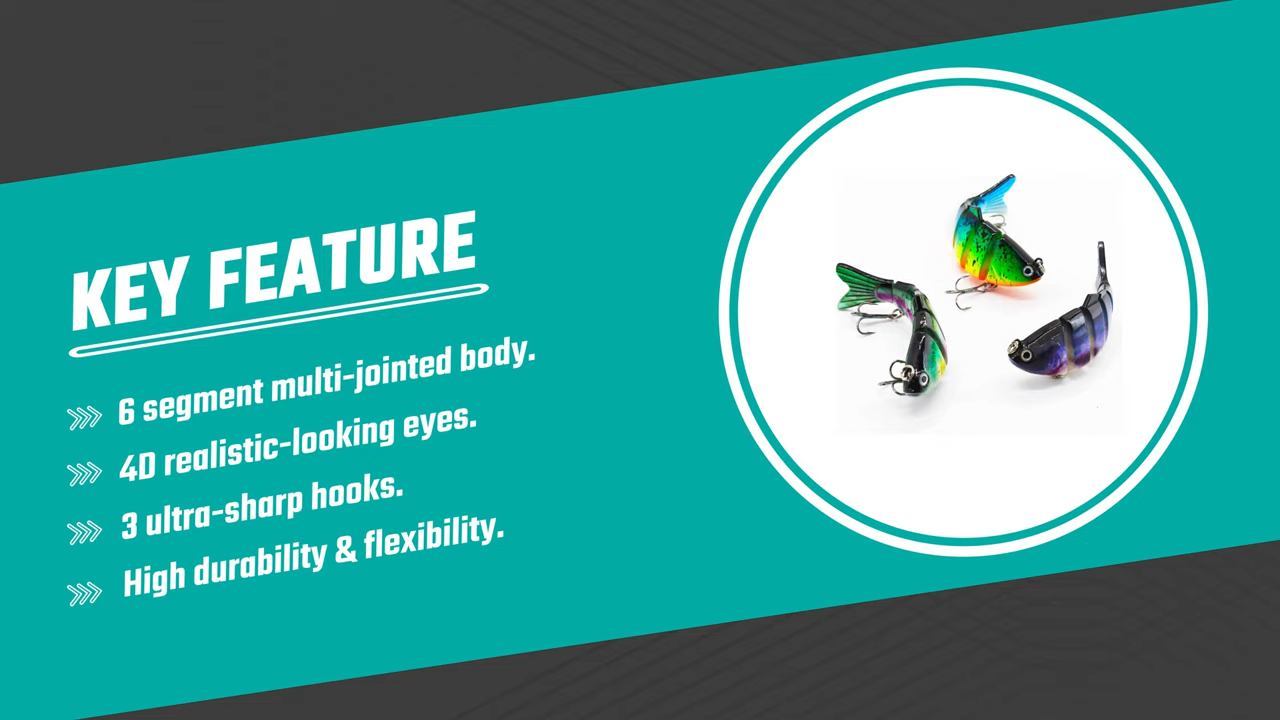 KEY FEATURE
6 segment multi-jointed body.
4D realistic-looking eyes.
3 ultra-sharp hooks.
High durability & flexibility.